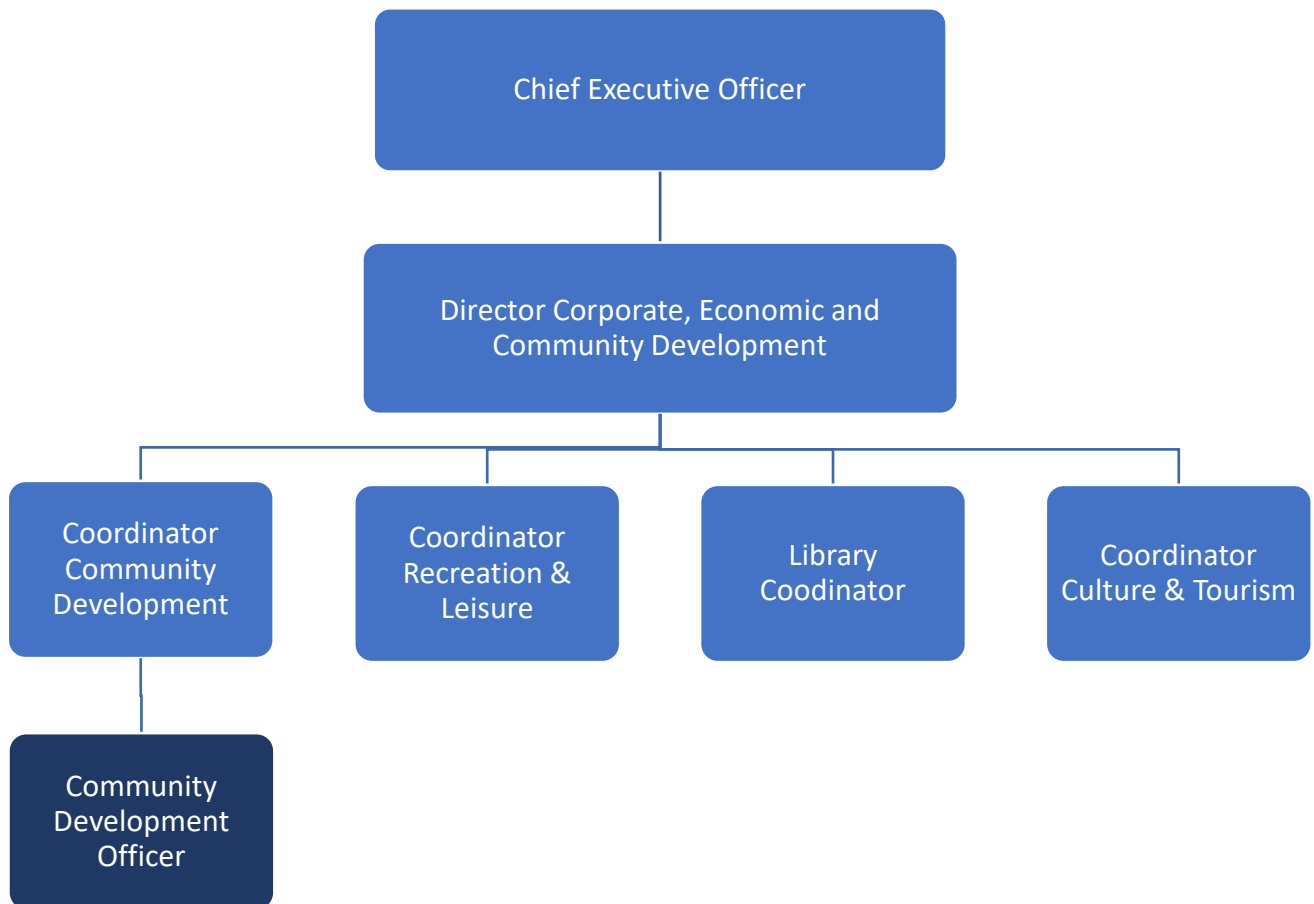 Chief Executive Officer
Director Corporate, Economic and
Community Development
Coordinator
Community
Development
Coordinator
Recreation &
Leisure
Library
Coodinator
Coordinator
Culture & Tourism
Community
Development
Officer